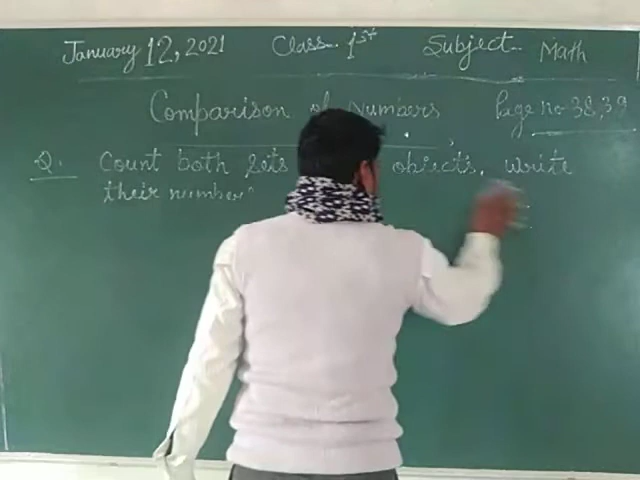 January 12, 2021 Class- 1st Subject- Math
Comparison of Numbers Page no-38,39
Q. Count both sets objects, write
their number